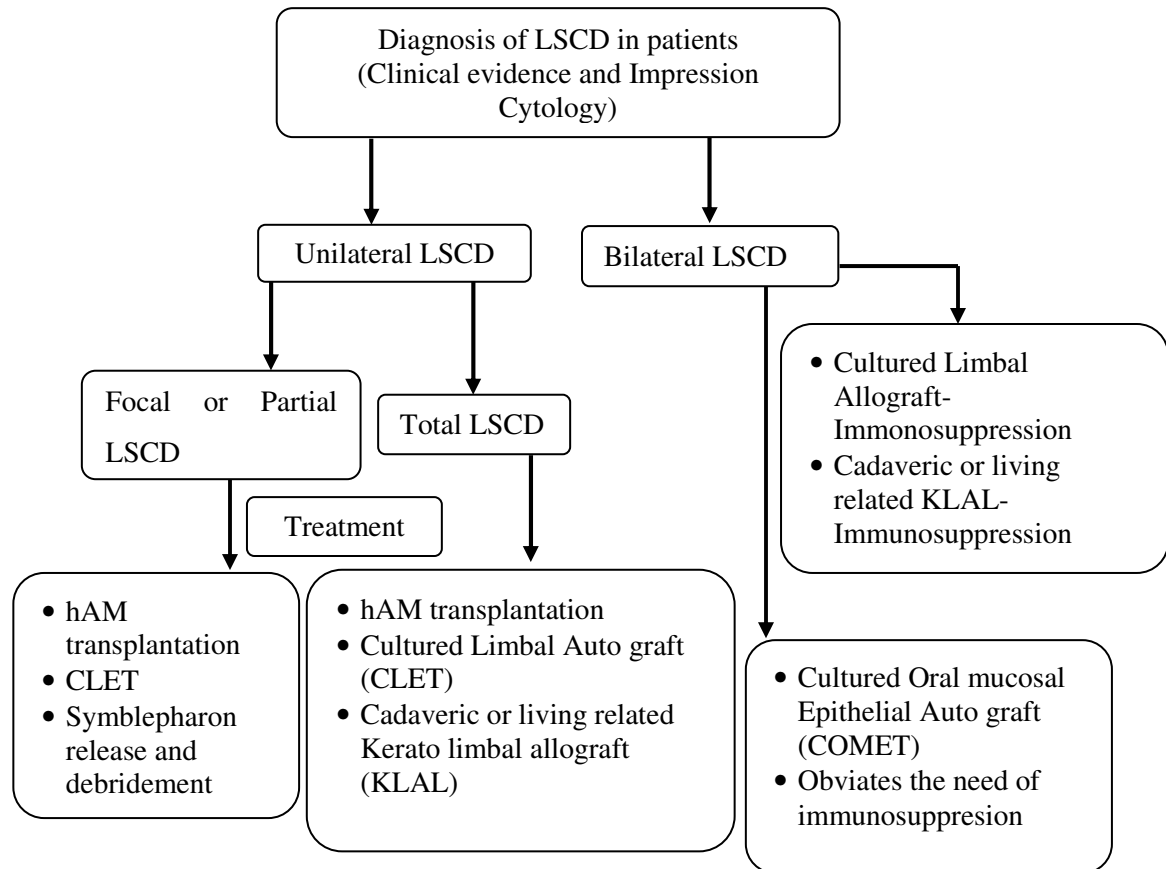 Diagnosis of LSCD in patients
(Clinical evidence and Impression
Cytology)
Unilateral LSCD
Bilateral LSCD
Focal or Partial
LSCD
Total LSCD
• Cultured Limbal
Allograft-
Immonosuppression
• Cadaveric or living
related KLAL-
Immunosuppression
Treatment
• hAM
transplantation
• CLET
• Symblepharon
release and
debridement
• hAM transplantation
• Cultured Limbal Auto graft
(CLET)
• Cadaveric or living related
Kerato limbal allograft
(KLAL)
• Cultured Oral mucosal
Epithelial Auto graft
(COMET)
• Obviates the need of
immunosuppresion